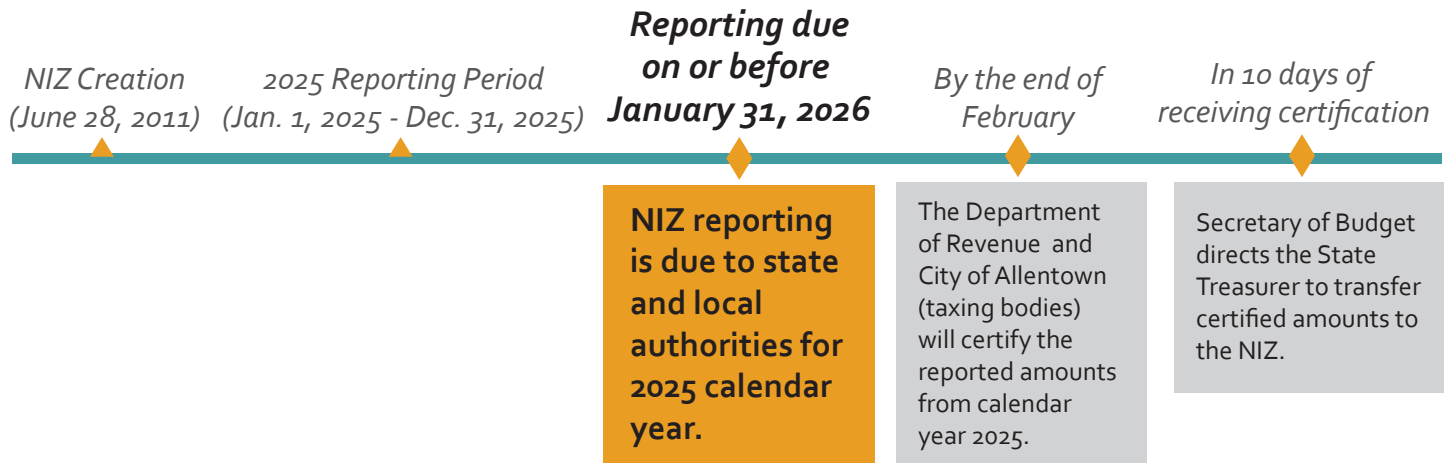 NIZ Creation
(June 28, 2011)
2025 Reporting Period
(Jan. 1, 2025 - Dec. 31, 2025)
Reporting due
on or before
January 31, 2026
By the end of
February
In 10 days of
receiving certification
NIZ reporting
is due to state
and local
authorities for
2025 calendar
year.
The Department
of Revenue and
City of Allentown
(taxing bodies)
will certify the
reported amounts
from calendar
year 2025.
Secretary of Budget
directs the State
Treasurer to transfer
certified amounts to
the NIZ.